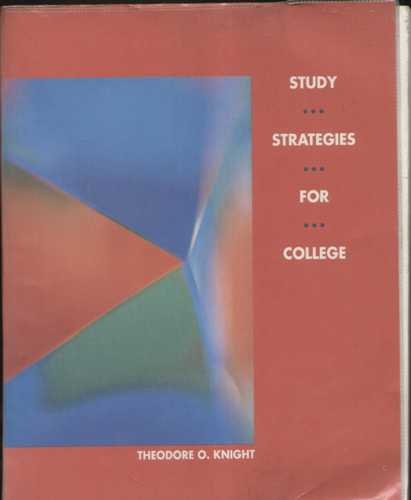 STUDY
STRATEGIES
FOR
COLLEGE
THEODORE O. KNIGHT